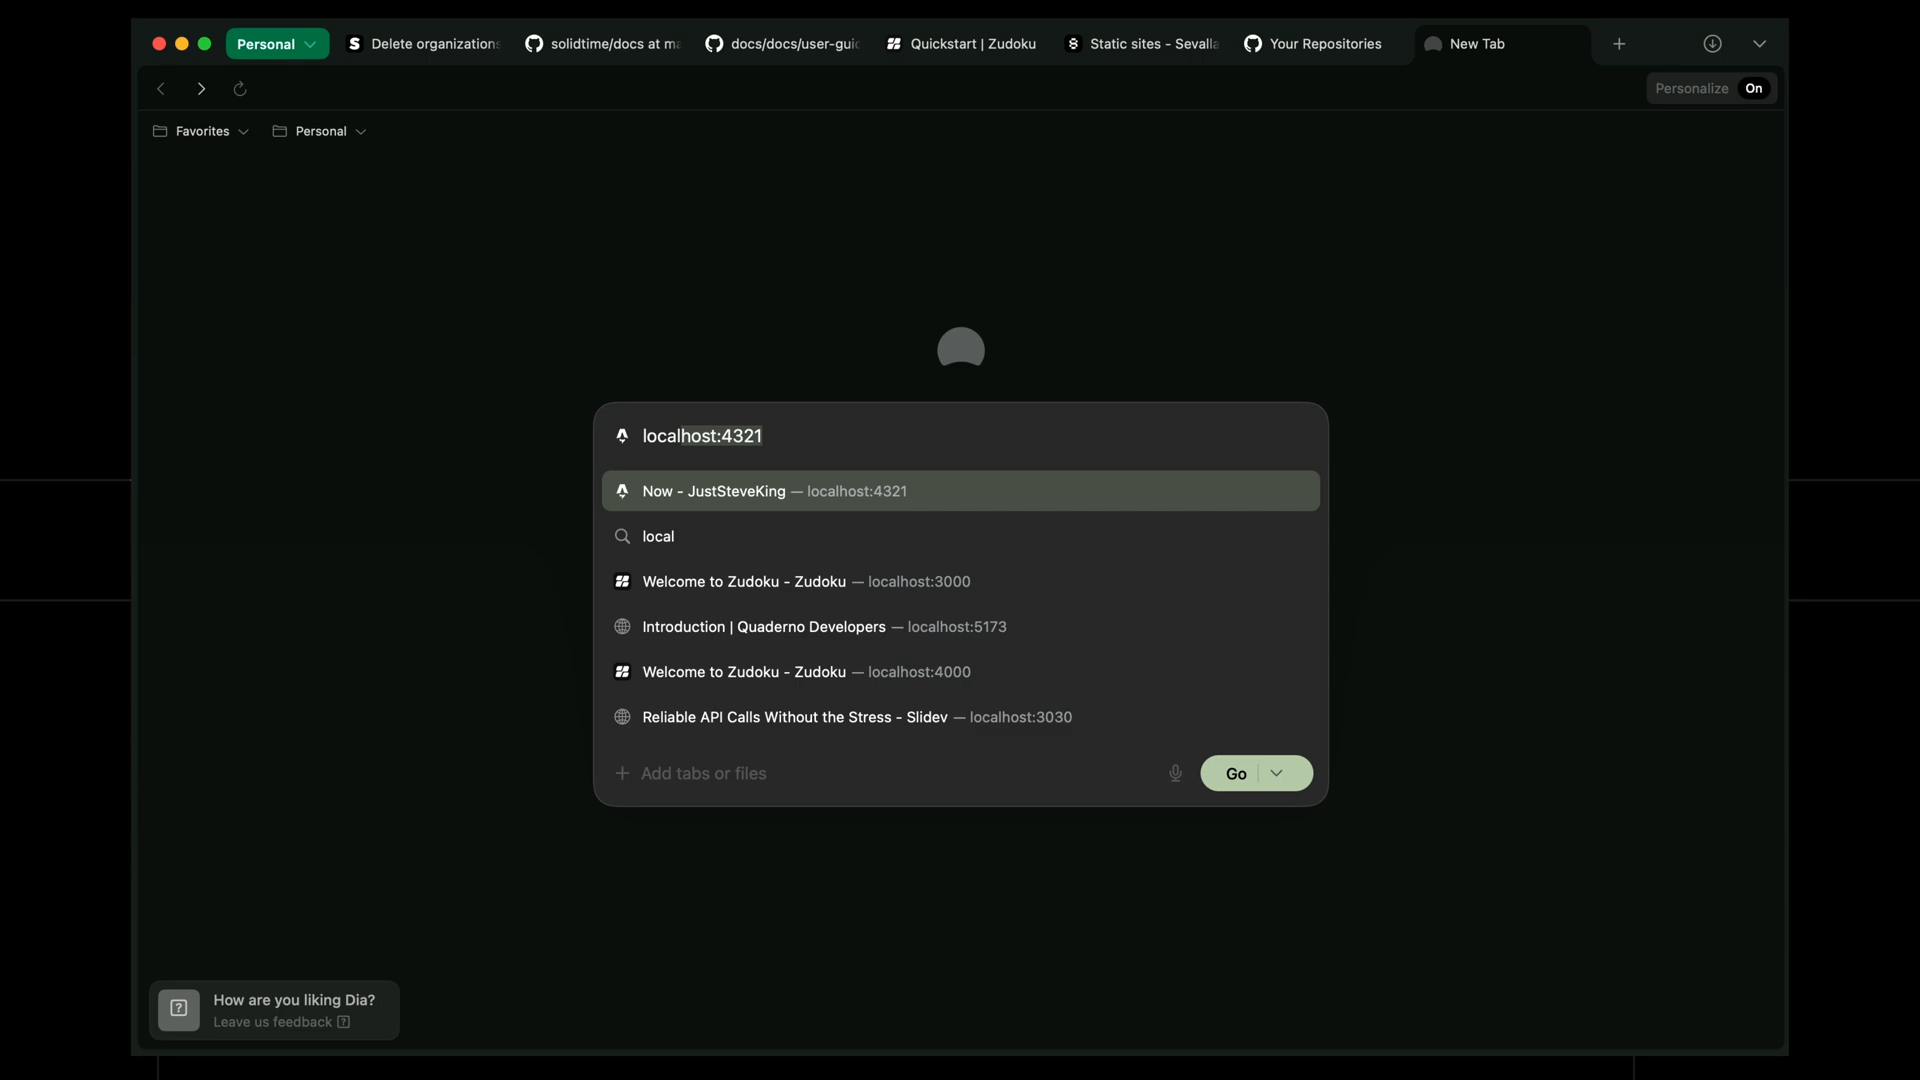 Personal
Delete organizations
solidtime/docs at ma
docs/docs/user-guid
Quickstart | Zudoku
Static sites - Sevalla
Your Repositories
New Tab
Personalize On
Favorites
Personal
localhost:4321
Now - JustSteveKing — localhost:4321
local
Welcome to Zudoku - Zudoku — localhost:3000
Introduction | Quaderno Developers — localhost:5173
Welcome to Zudoku - Zudoku — localhost:4000
Reliable API Calls Without the Stress - Slidev — localhost:3030
Add tabs or files
Go
How are you liking Dia?
Leave us feedback